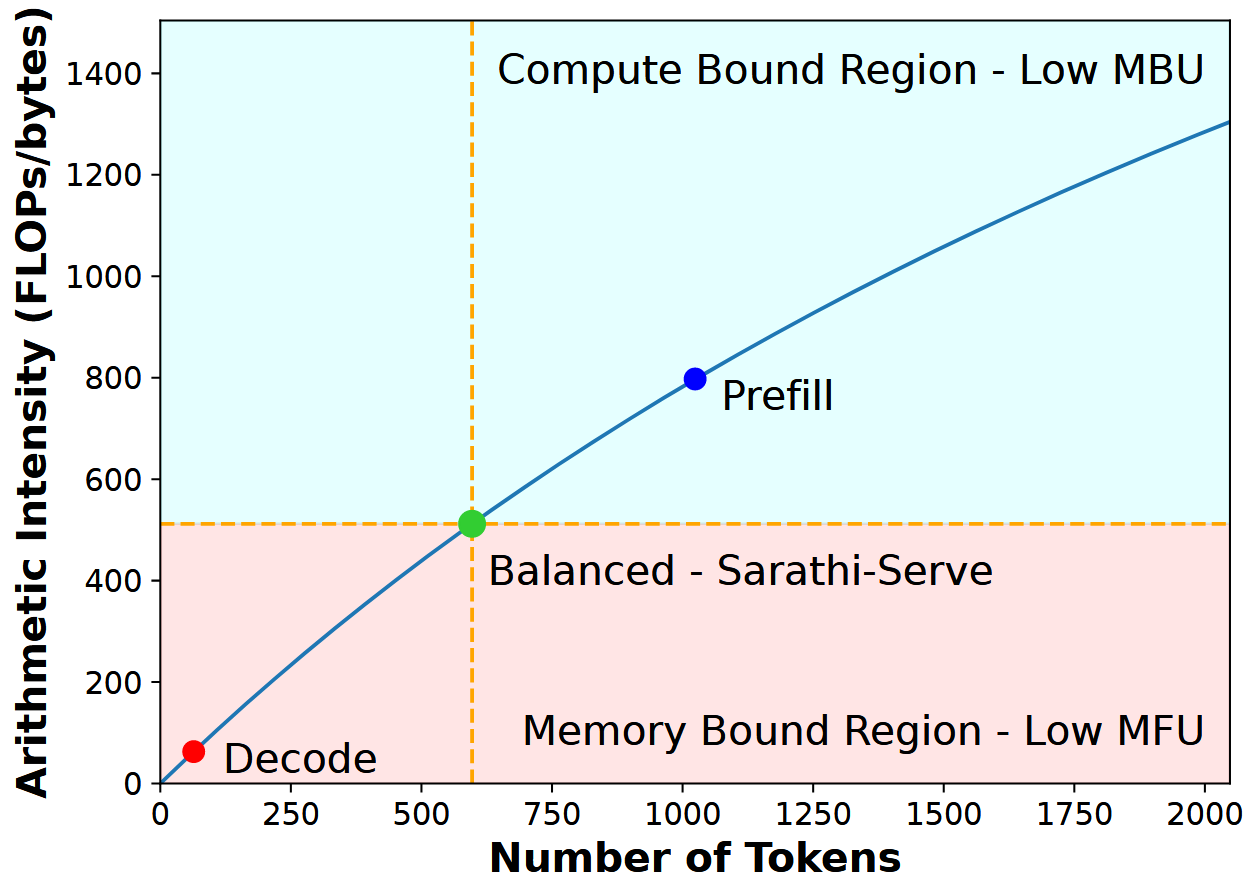 Arithmetic Intensity (FLOPs/bytes)
1400
1200
1000
800
600
400
200
0
Compute Bound Region - Low MBU
Prefill
Balanced - Sarathi-Serve
Memory Bound Region - Low MFU
Decode
0 250 500 750 1000 1250 1500 1750 2000
Number of Tokens